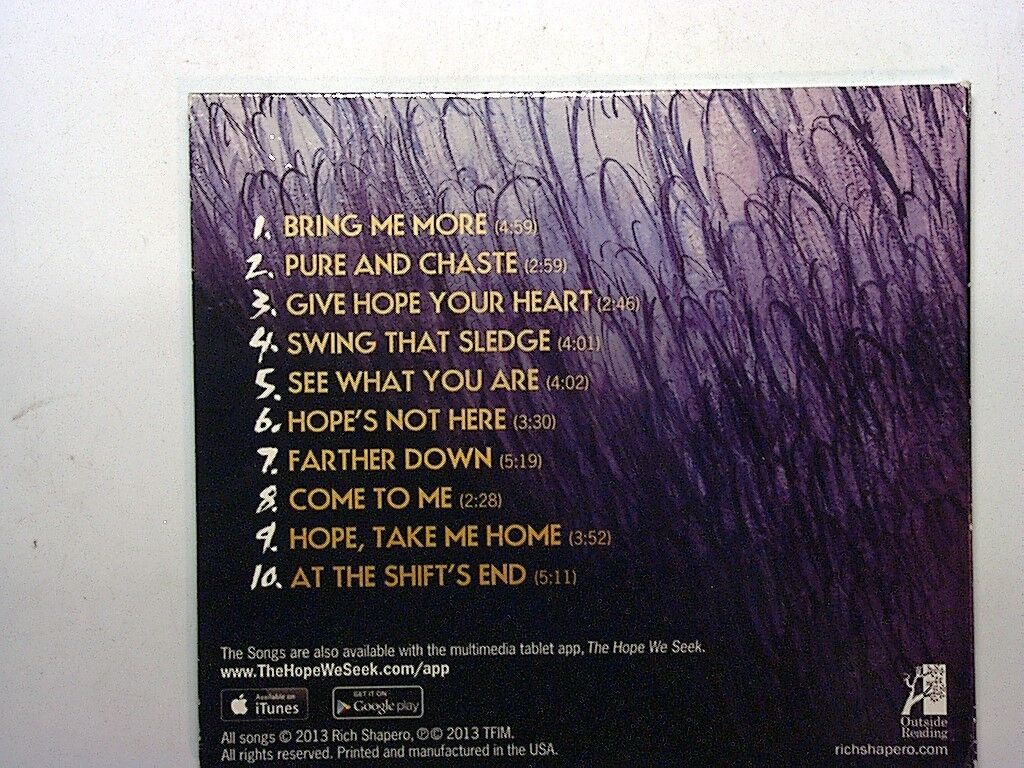 1. BRING ME MORE (4:59)
2. PURE AND CHASTE (2:59)
3. GIVE HOPE YOUR HEART (2:46)
4. SWING THAT SLEDGE (4:01)
5. SEE WHAT YOU ARE (4:02)
6. HOPE'S NOT HERE (3:30)
7. FARTHER DOWN (5:19)
8. COME TO ME (2:28)
9. HOPE, TAKE ME HOME (3:52)
10. AT THE SHIFT'S END (5:11)
The Songs are also available with the multimedia tablet app, The Hope We Seek.
www.TheHopeWeSeek.com/app
Available on iTunes
GET IT ON Google play
All songs © 2013 Rich Shapero, ℗© 2013 TFIM.
All rights reserved. Printed and manufactured in the USA.
Outside
Reading
richshapero.com